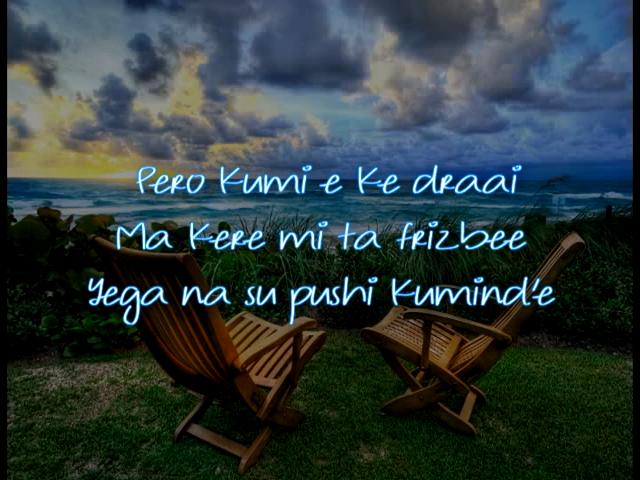 Pero Kumi e Ke draai
Ma Kere mi ta frizbee
Yega na su pushi Kumind'e